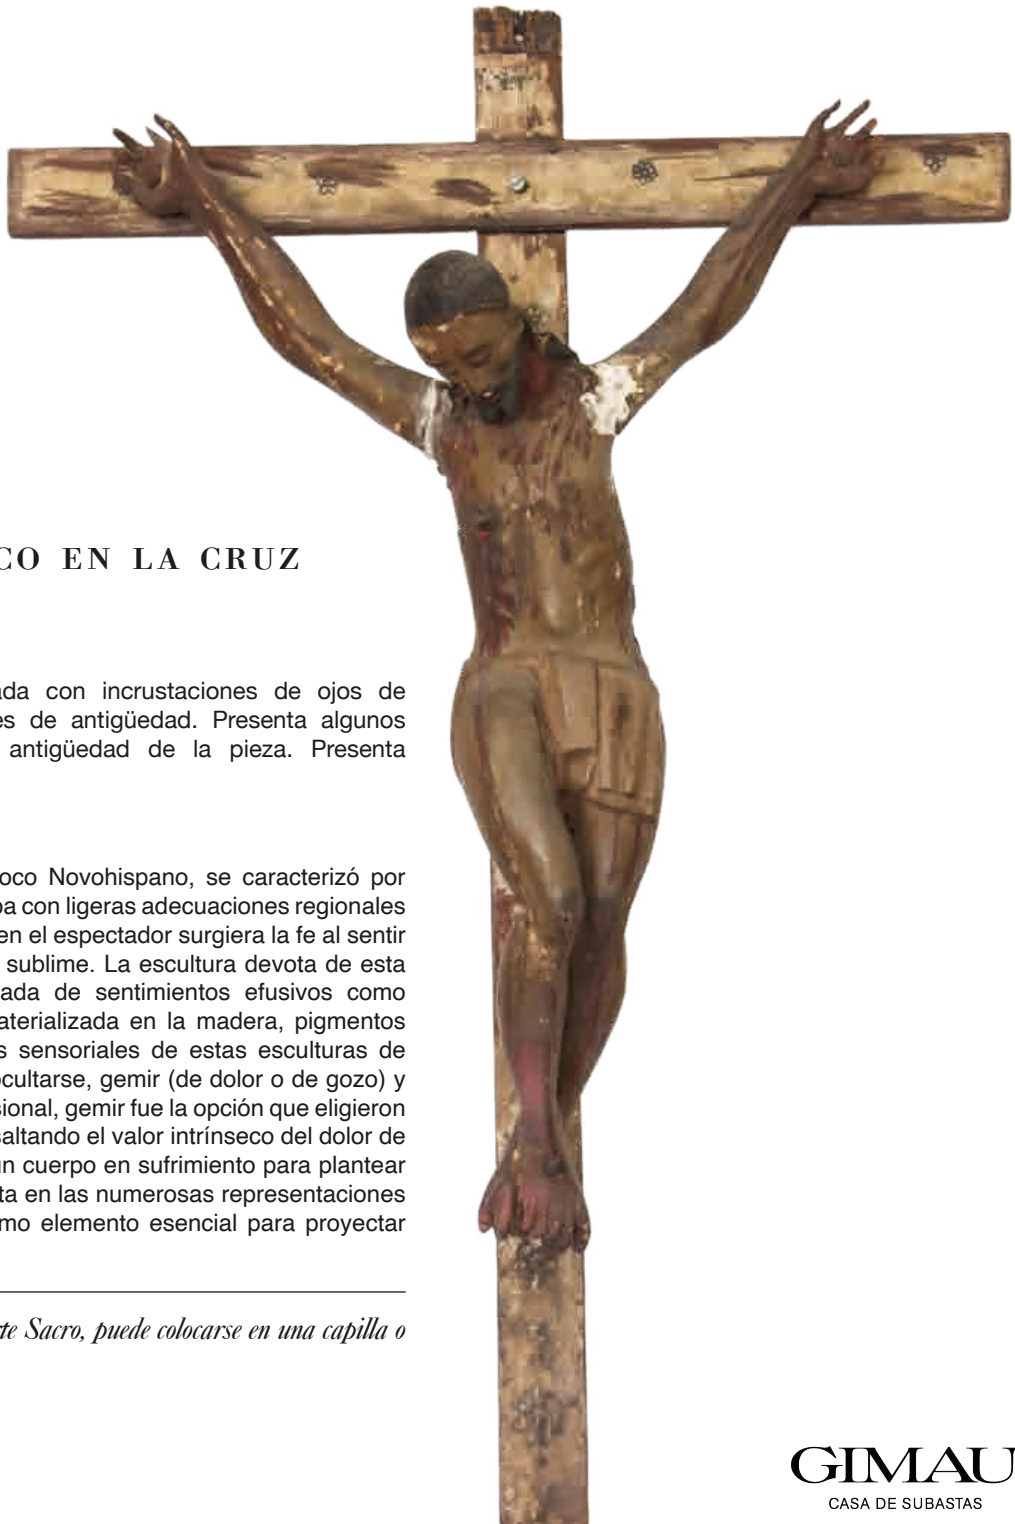 CO EN LA CRUZ
ada con incrustaciones de ojos de
es de antigüedad. Presenta algunos
antigüedad de la pieza. Presenta
oco Novohispano, se caracterizó por
ba con ligeras adecuaciones regionales
en el espectador surgiera la fe al sentir
sublime. La escultura devota de esta
ada de sentimientos efusivos como
aterializada en la madera, pigmentos
s sensoriales de estas esculturas de
ocultarse, gemir (de dolor o de gozo) y
sional, gemir fue la opción que eligieron
saltando el valor intrínseco del dolor de
un cuerpo en sufrimiento para plantear
ta en las numerosas representaciones
mo elemento esencial para proyectar
rte Sacro, puede colocarse en una capilla o
GIMAU
CASA DE SUBASTAS